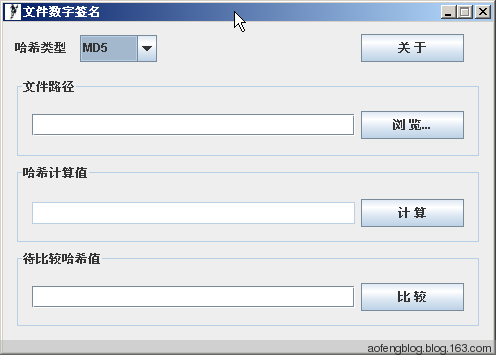 文件数字签名
哈希类型 MD5 关 于
文件路径
浏 览...
哈希计算值
计 算
待比较哈希值
比 较
aofengblog.blog.163.com